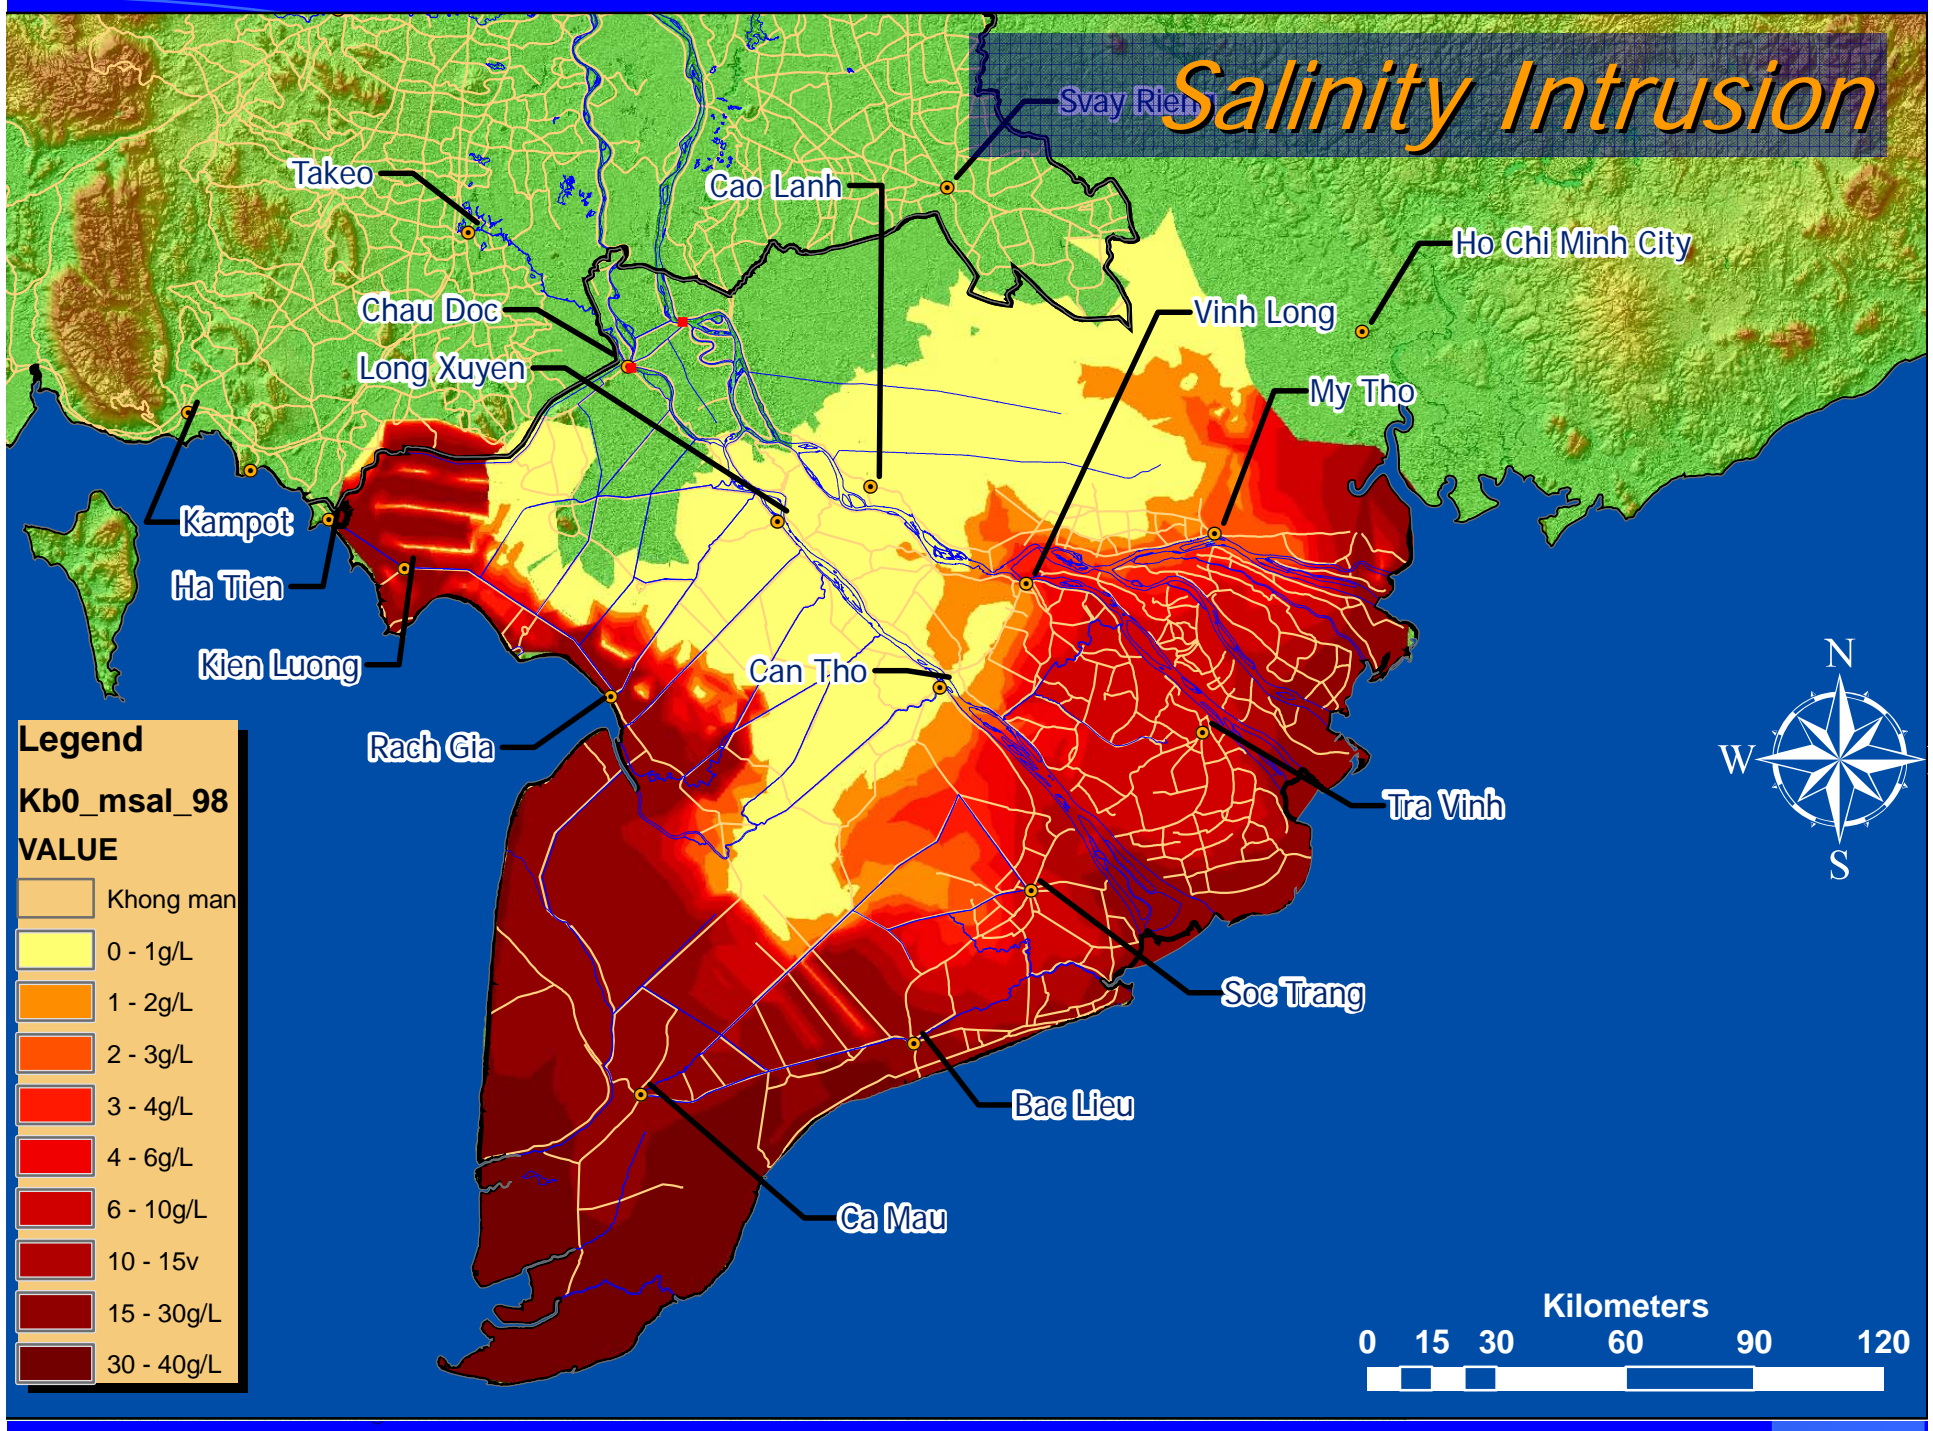 Salinity Intrusion
Svay Rieng
Takeo
Cao Lanh
Ho Chi Minh City
Chau Doc
Vinh Long
Long Xuyen
My Tho
Kampot
Ha Tien
Kien Luong
Can Tho
Rach Gia
Tra Vinh
Soc Trang
Bac Lieu
Ca Mau
N
W
S
Legend
Kb0_msal_98
VALUE
Khong man
0 - 1g/L
1 - 2g/L
2 - 3g/L
3 - 4g/L
4 - 6g/L
6 - 10g/L
10 - 15v
15 - 30g/L
30 - 40g/L
Kilometers
0 15 30 60 90 120